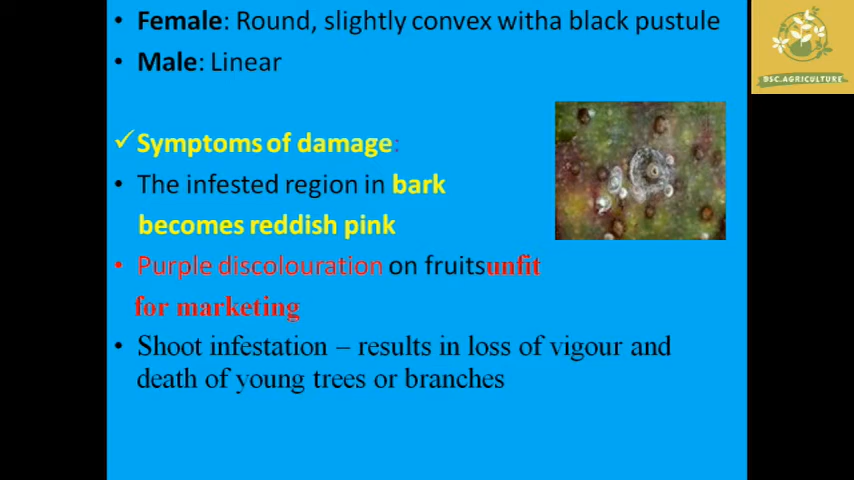 • Female: Round, slightly convex witha black pustule
• Male: Linear
✓Symptoms of damage:
• The infested region in bark
becomes reddish pink
• Purple discolouration on fruitsunfit
for marketing
• Shoot infestation – results in loss of vigour and
death of young trees or branches
DSC.AGRICULTURE